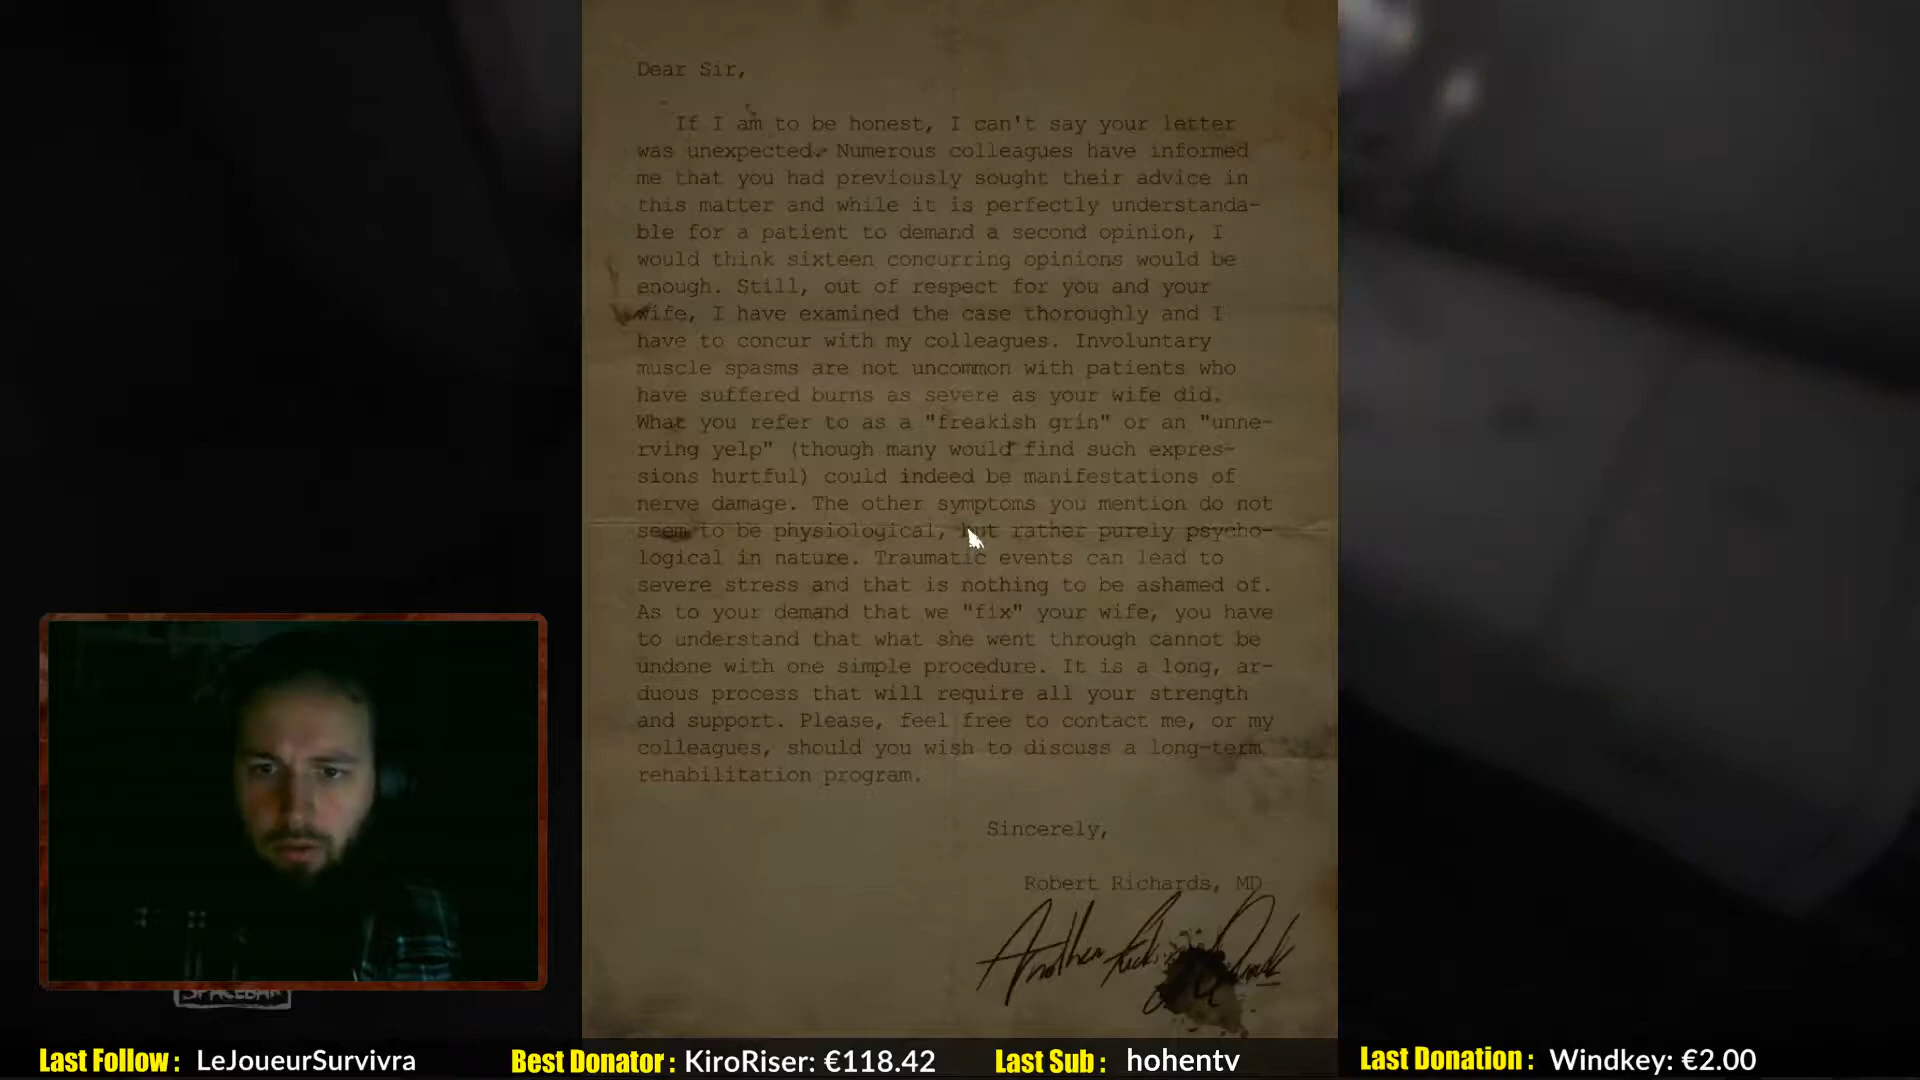 Dear Sir,
If I am to be honest, I can't say your letter
was unexpected. Numerous colleagues have informed
me that you had previously sought their advice in
this matter and while it is perfectly understanda-
ble for a patient to demand a second opinion, I
would think sixteen concurring opinions would be
enough. Still, out of respect for you and your
wife, I have examined the case thoroughly and I
have to concur with my colleagues. Involuntary
muscle spasms are not uncommon with patients who
have suffered burns as severe as your wife did.
What you refer to as a "freakish grin" or an "unne-
rving yelp" (though many would find such expres-
sions hurtful) could indeed be manifestations of
nerve damage. The other symptoms you mention do not
seem to be physiological, but rather purely psycho-
logical in nature. Traumatic events can lead to
severe stress and that is nothing to be ashamed of.
As to your demand that we "fix" your wife, you have
to understand that what she went through cannot be
undone with one simple procedure. It is a long, ar-
duous process that will require all your strength
and support. Please, feel free to contact me, or my
colleagues, should you wish to discuss a long-term
rehabilitation program.
Sincerely,
Robert Richards, MD
Another
SPACEBAR
Last Follow : LeJoueurSurvivra
Best Donator : KiroRiser: €118.42
Last Sub : hohentv
Last Donation : Windkey: €2.00